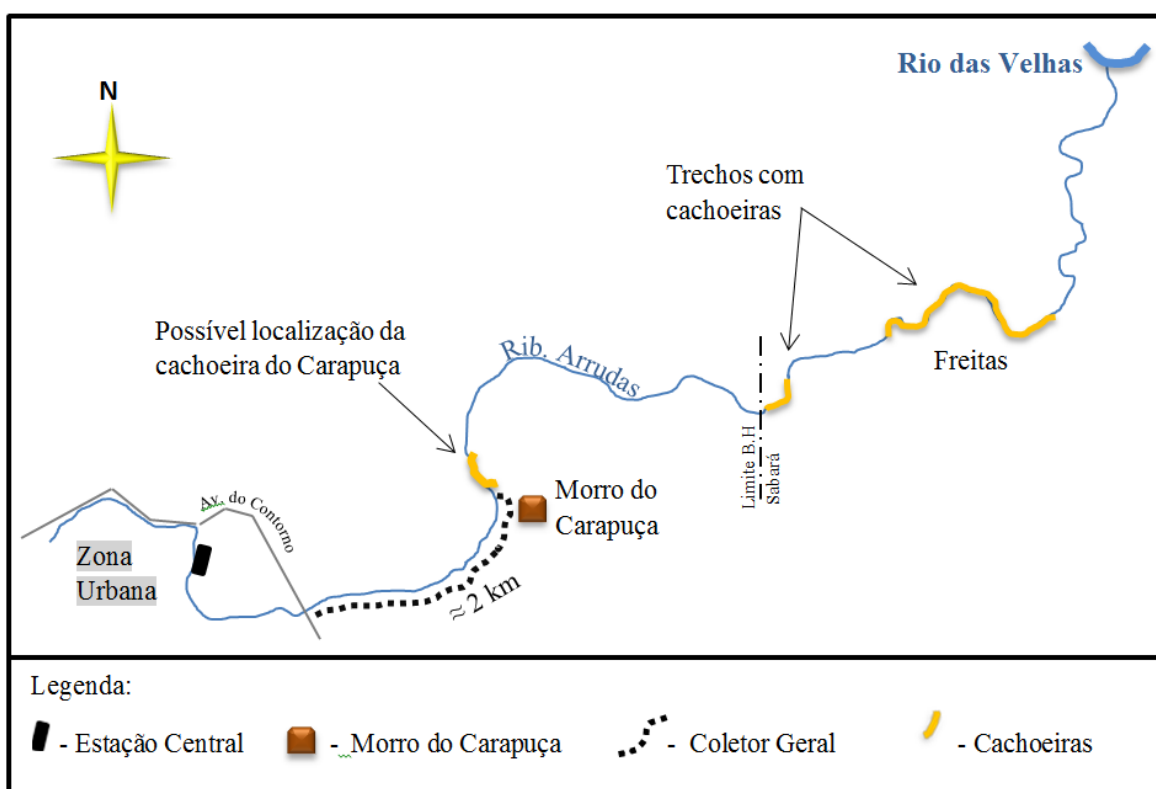 Rio das Velhas
N
Trechos com
cachoeiras
Possível localização da
cachoeira do Carapuça
Rib. Arrudas
Freitas
Limite B.H
Sabará
Morro do
Carapuça
Av. do Contorno
Zona
Urbana
≈ 2 km
Legenda:
- Estação Central
- Morro do Carapuça
- Coletor Geral
- Cachoeiras